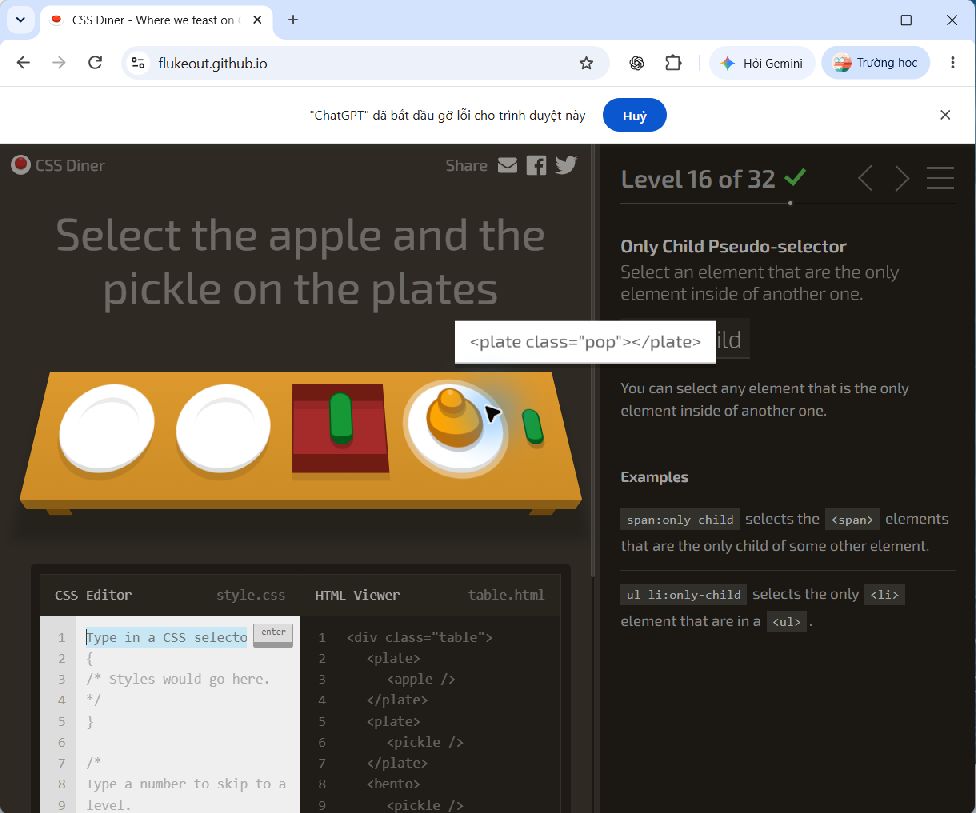 CSS Diner - Where we feast on
flukeout.github.io
Hỏi Gemini
Trường học
"ChatGPT" đã bắt đầu gỡ lỗi cho trình duyệt này
Huỷ
CSS Diner
Share
Select the apple and the
pickle on the plates
<plate class="pop"></plate>
CSS Editor
style.css
HTML Viewer
table.html
1
Type in a CSS selecto
enter
2
{
3
/* Styles would go here.
4
*/
5
}
6
7
/*
8
Type a number to skip to a
9
level.
1 <div class="table">
2 <plate>
3 <apple />
4 </plate>
5 <plate>
6 <pickle />
7 </plate>
8 <bento>
9 <pickle />
Level 16 of 32
Only Child Pseudo-selector
Select an element that are the only
element inside of another one.
ild
You can select any element that is the only
element inside of another one.
Examples
span:only-child selects the <span> elements
that are the only child of some other element.
ul li:only-child selects the only <li>
element that are in a <ul>.